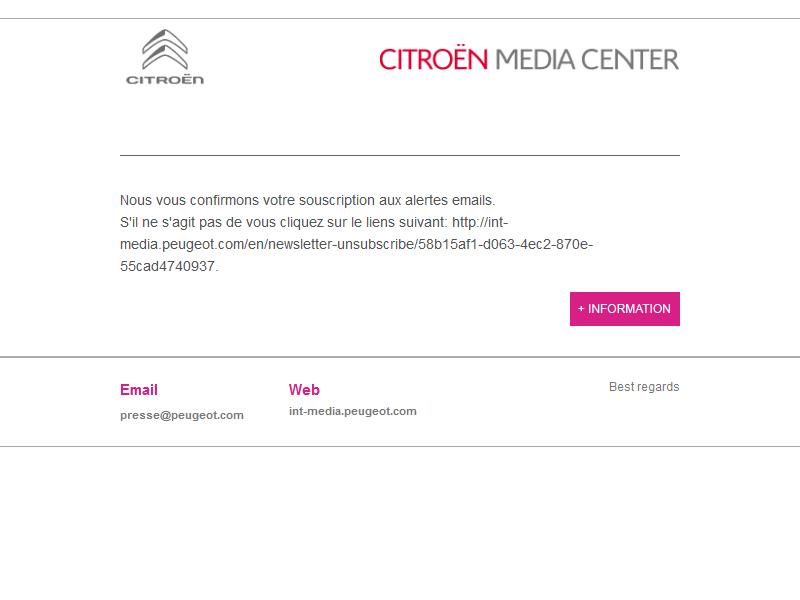 CITROËN
CITROËN MEDIA CENTER
Nous vous confirmons votre souscription aux alertes emails.
S'il ne s'agit pas de vous cliquez sur le liens suivant: http://int-
media.peugeot.com/en/newsletter-unsubscribe/58b15af1-d063-4ec2-870e-
55cad4740937.
+ INFORMATION
Email
presse@peugeot.com
Web
int-media.peugeot.com
Best regards